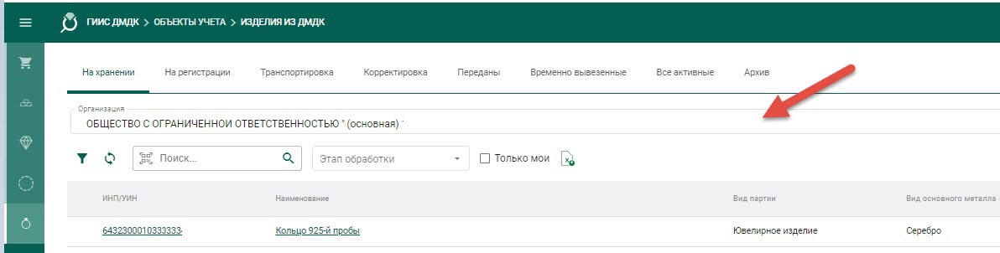 ГИИС ДМДК > ОБЪЕКТЫ УЧЕТА > ИЗДЕЛИЯ ИЗ ДМДК
На хранении На регистрации Транспортировка Корректировка Переданы Временно вывезенные Все активные Архив
Организация
ОБЩЕСТВО С ОГРАНИЧЕННОЙ ОТВЕТСТВЕННОСТЬЮ " (основная)
Поиск... Этап обработки Только мои
ИНП/УИН Наименование Вид партии Вид основного металла
6432300010333333 Кольцо 925-й пробы Ювелирное изделие Серебро